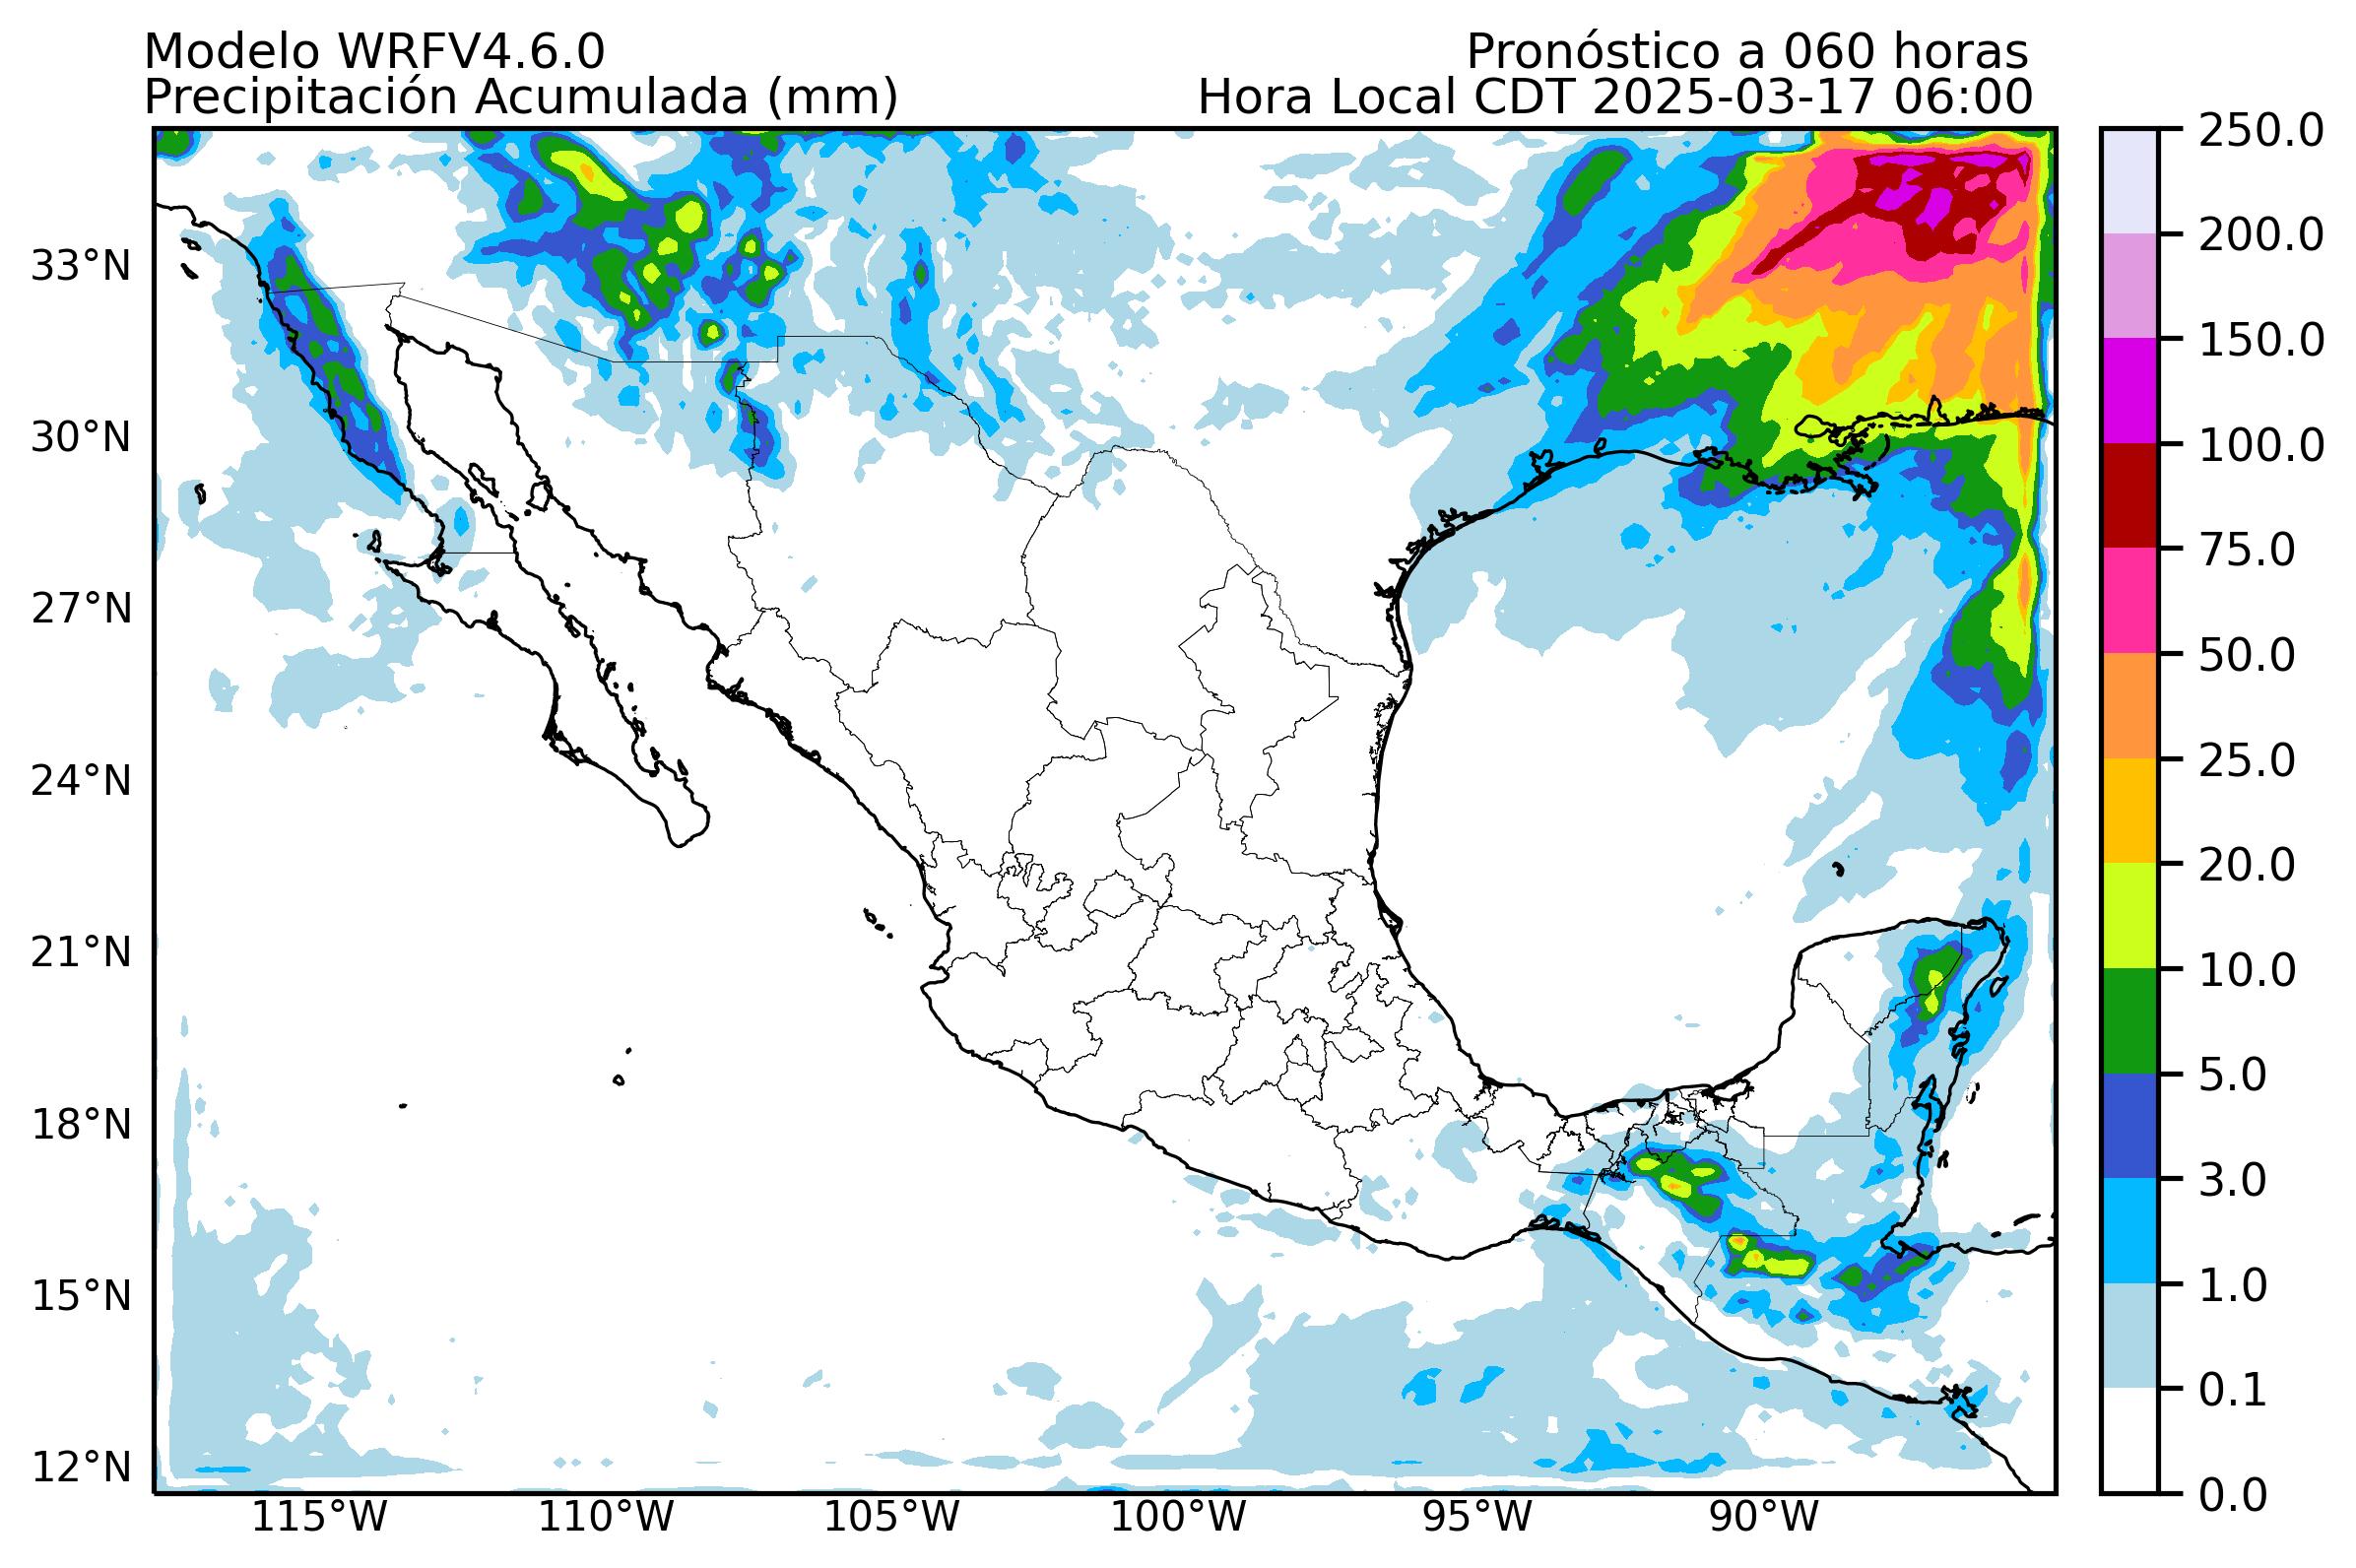 Modelo WRFV4.6.0
Pronóstico a 060 horas
Precipitación Acumulada (mm)
Hora Local CDT 2025-03-17 06:00
33°N
30°N
27°N
24°N
21°N
18°N
15°N
12°N
115°W
110°W
105°W
100°W
95°W
90°W
250.0
200.0
150.0
100.0
75.0
50.0
25.0
20.0
10.0
5.0
3.0
1.0
0.1
0.0